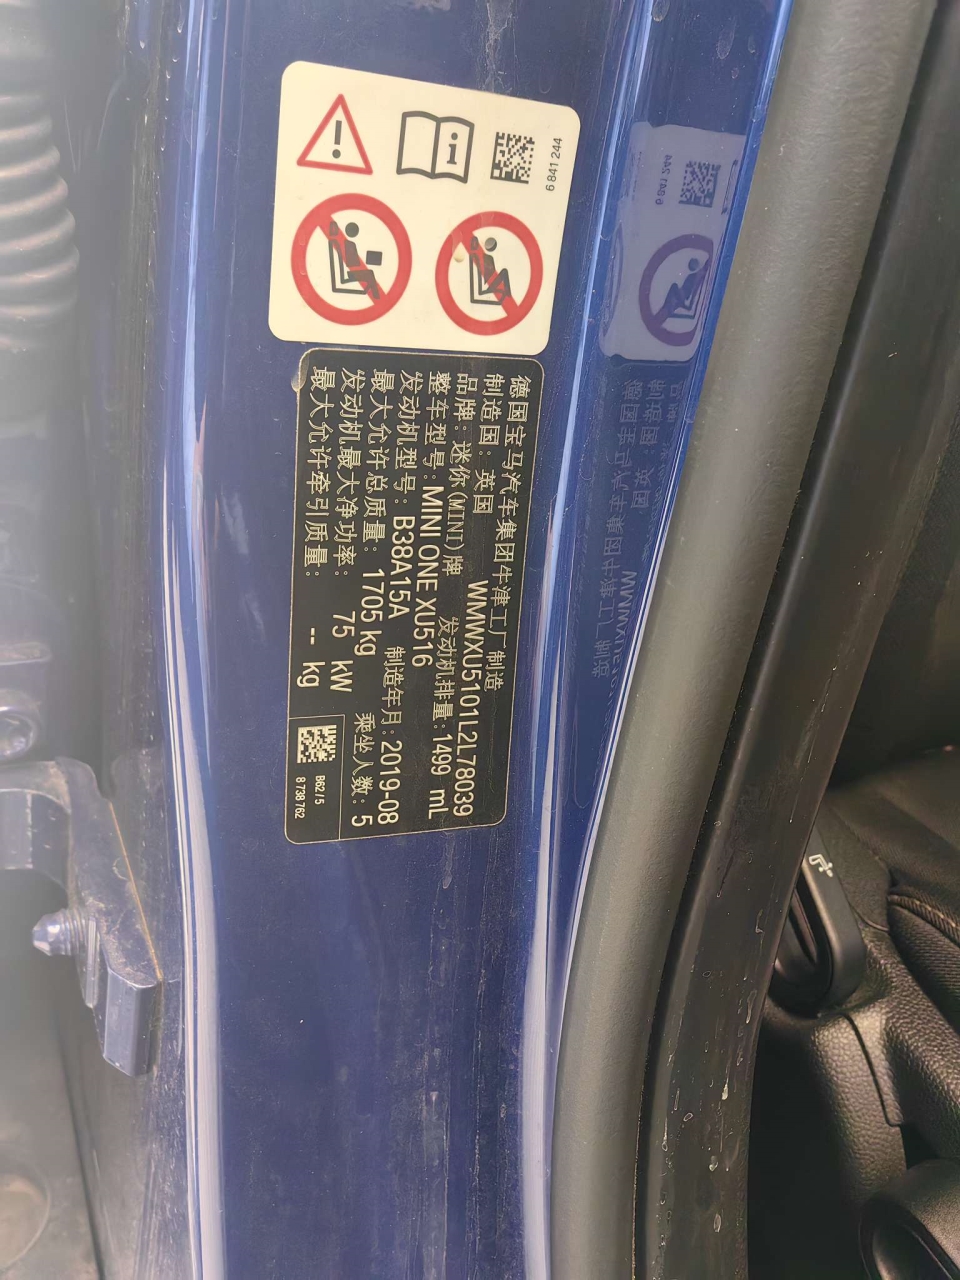 6 841 244
德国宝马汽车集团牛津工厂制造
制造国：英国 WMWXU5101L2L78039
品牌：迷你(MINI)牌 发动机排量：1499 mL
整车型号：MINI ONE XU516
发动机型号：B38A15A 制造年月：2019-08
最大允许总质量：1705 kg 乘坐人数：5
发动机最大净功率：75 kW
最大允许牵引质量：-- kg
B62/5
8 738 762